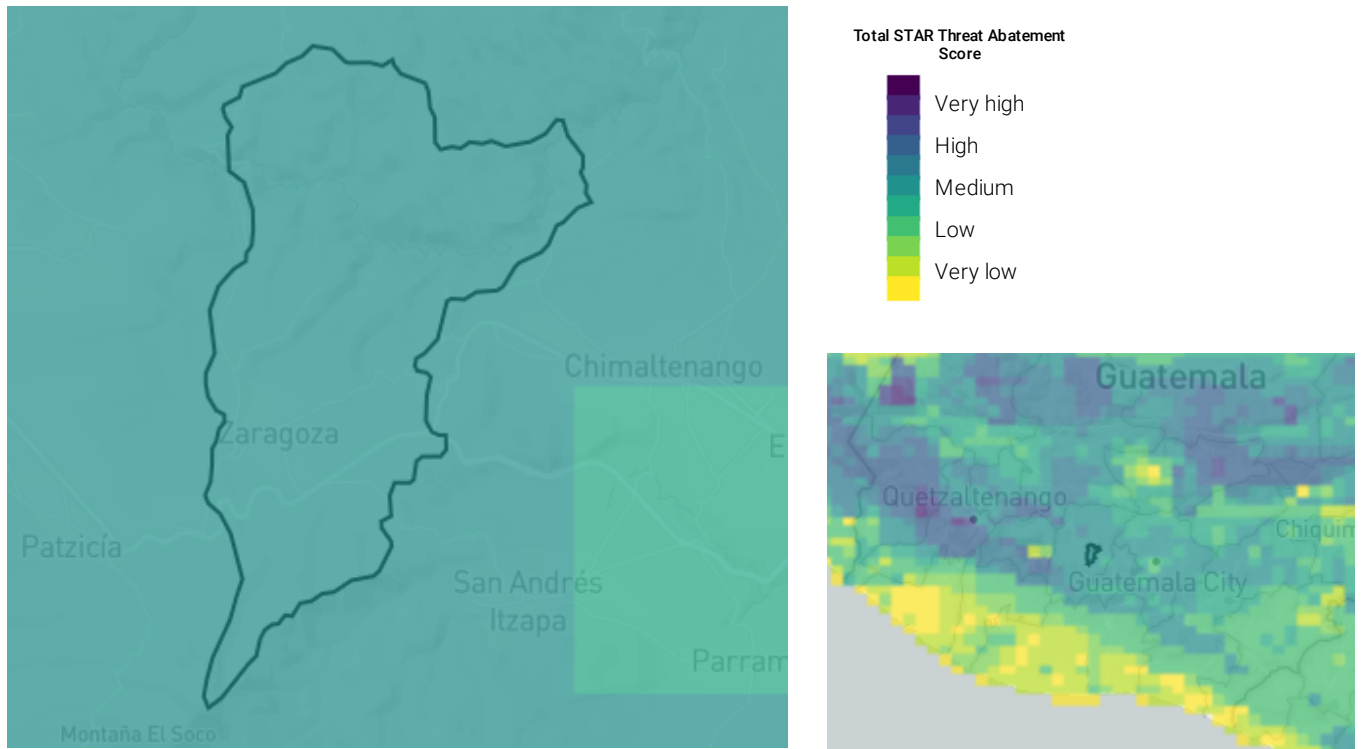 Chimaltenango
Zaragoza
E
Patzicía
San Andrés
Itzapa
Parram
Montaña El Soco
Total STAR Threat Abatement
Score
Very high
High
Medium
Low
Very low
Guatemala
Quetzaltenango
Chiquim
Guatemala City